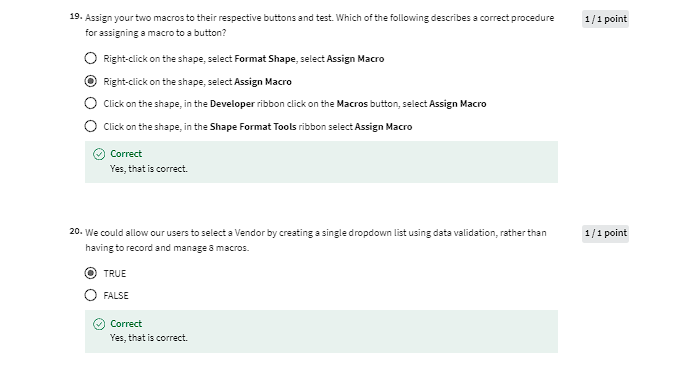 19. Assign your two macros to their respective buttons and test. Which of the following describes a correct procedure 1 / 1 point
for assigning a macro to a button?
Right-click on the shape, select Format Shape, select Assign Macro
Right-click on the shape, select Assign Macro
Click on the shape, in the Developer ribbon click on the Macros button, select Assign Macro
Click on the shape, in the Shape Format Tools ribbon select Assign Macro
Correct
Yes, that is correct.
20. We could allow our users to select a Vendor by creating a single dropdown list using data validation, rather than 1 / 1 point
having to record and manage 8 macros.
TRUE
FALSE
Correct
Yes, that is correct.